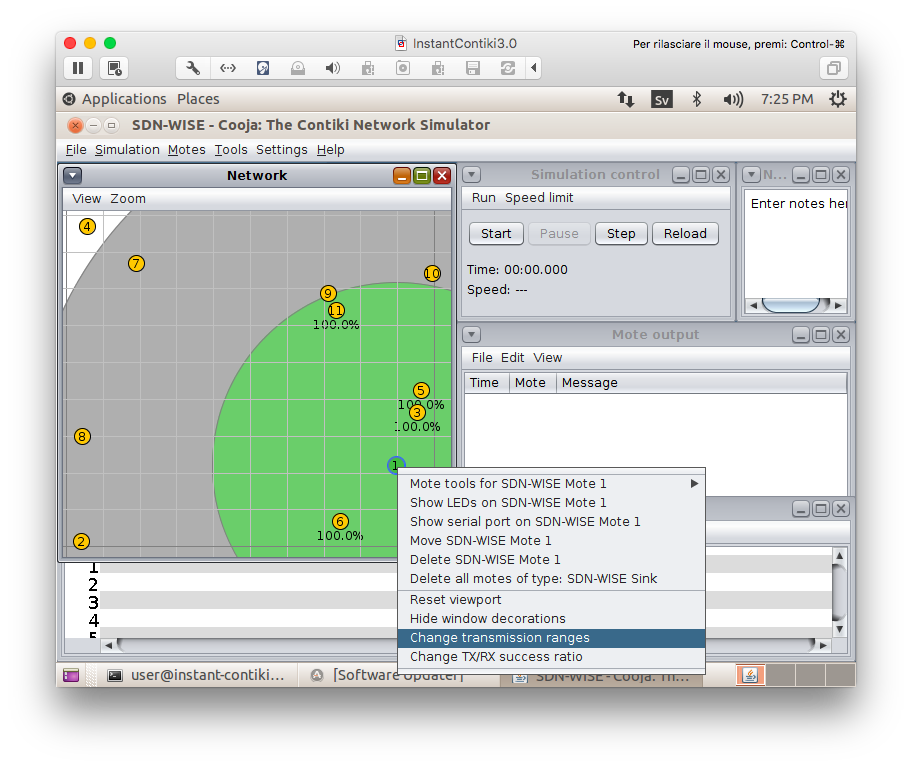 InstantContiki3.0
Per rilasciare il mouse, premi: Control-⌘
Applications Places
Sv
7:25 PM
SDN-WISE - Cooja: The Contiki Network Simulator
File Simulation Motes Tools Settings Help
Network
View Zoom
4
7
10
9
11
100.0%
5
100.0%
3
100.0%
8
1
6
100.0%
2
Simulation control
Run Speed limit
Start Pause Step Reload
Time: 00:00.000
Speed: ---
N...
Enter notes her
Mote output
File Edit View
Time Mote Message
Mote tools for SDN-WISE Mote 1
Show LEDs on SDN-WISE Mote 1
Show serial port on SDN-WISE Mote 1
Move SDN-WISE Mote 1
Delete SDN-WISE Mote 1
Delete all motes of type: SDN-WISE Sink
Reset viewport
Hide window decorations
Change transmission ranges
Change TX/RX success ratio
1
2
3
4
5
user@instant-contiki...
[Software Updater]
SDN-WISE - Cooja: Th...